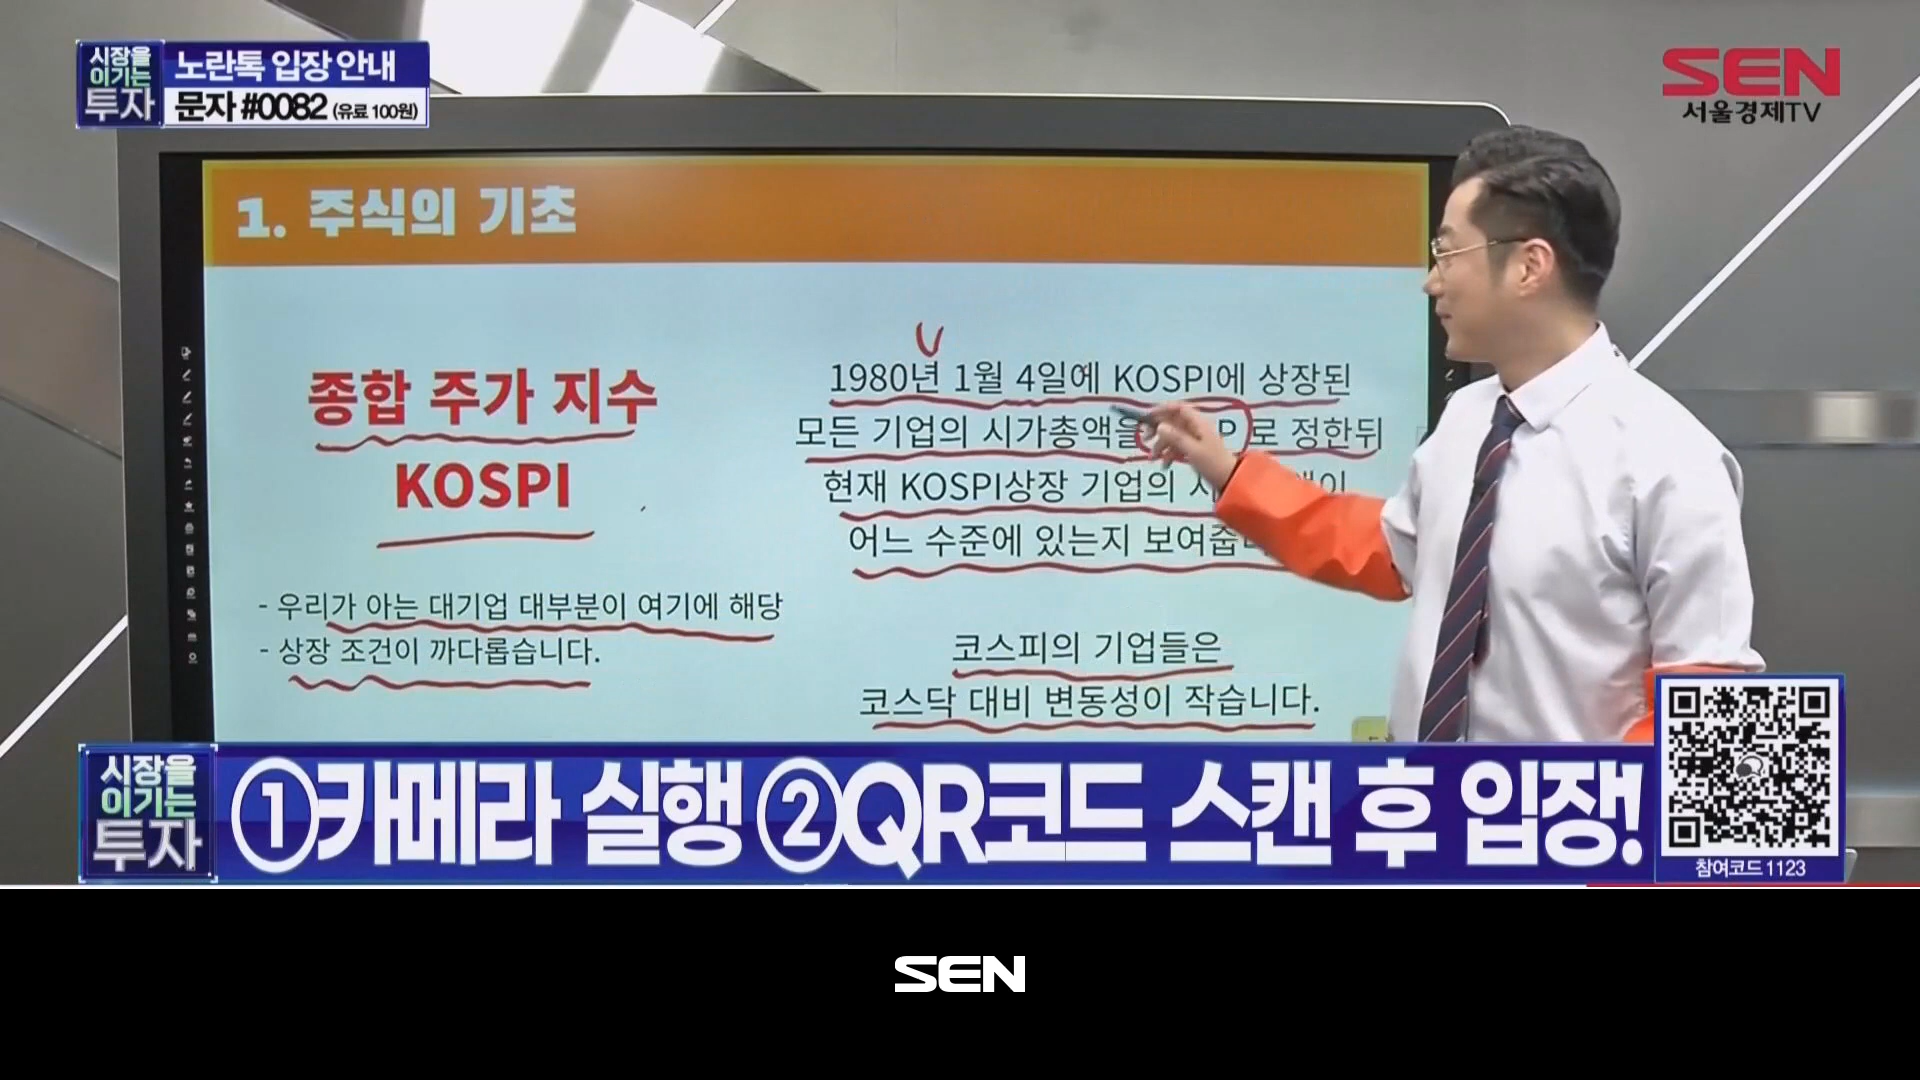 시장을
이기는
투자
노란톡 입장 안내
문자 #0082 (유료 100원)
SEN
서울경제TV
1. 주식의 기초
종합 주가 지수
KOSPI
- 우리가 아는 대기업 대부분이 여기에 해당
- 상장 조건이 까다롭습니다.
1980년 1월 4일에 KOSPI에 상장된
모든 기업의 시가총액을 로 정한뒤
현재 KOSPI상장 기업의
어느 수준에 있는지
코스피의 기업들은
코스닥 대비 변동성이 작습니다.
시장을
이기는
투자
①카메라 실행 ②QR코드 스캔 후 입장!
참여코드 1123
SEN